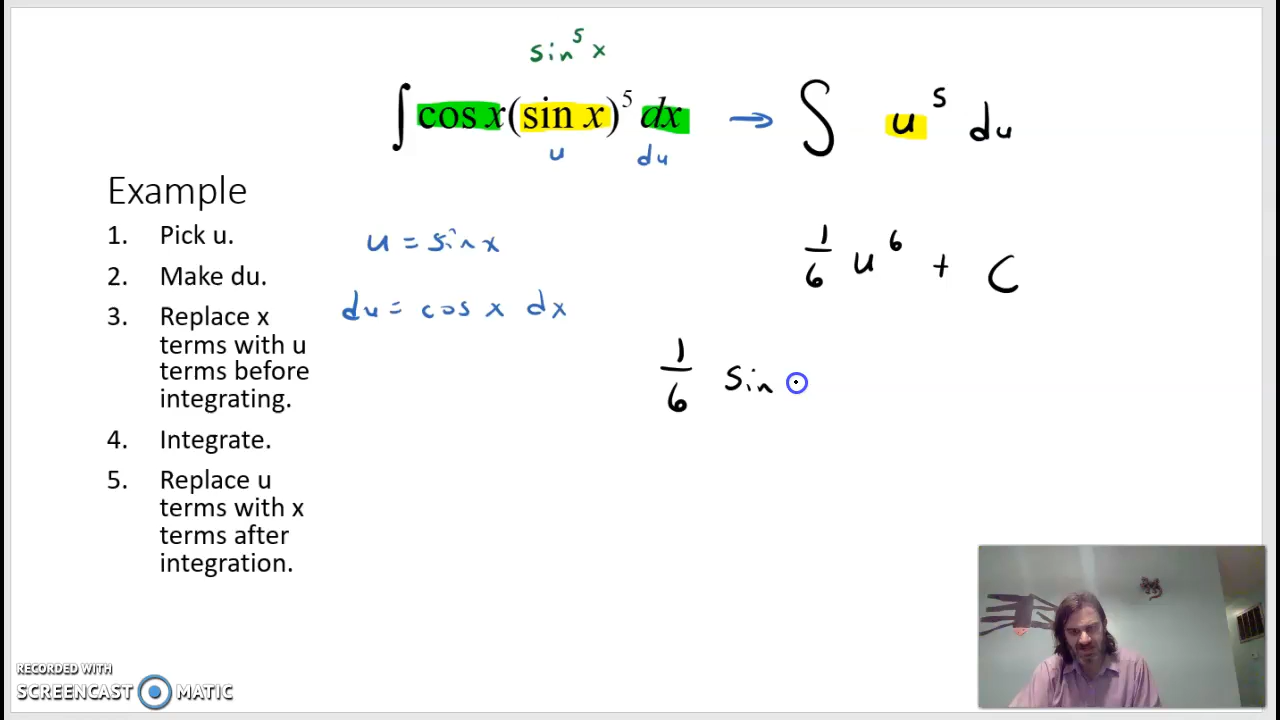 sin⁵ x
∫ cos x(sin x)⁵ dx → ∫ u⁵ du
u du
Example
1. Pick u.
u = sin x
2. Make du.
du = cos x dx
3. Replace x
terms with u
terms before
integrating.
4. Integrate.
5. Replace u
terms with x
terms after
integration.
1/6 u⁶ + C
1/6 sin
RECORDED WITH
SCREENCAST MATIC